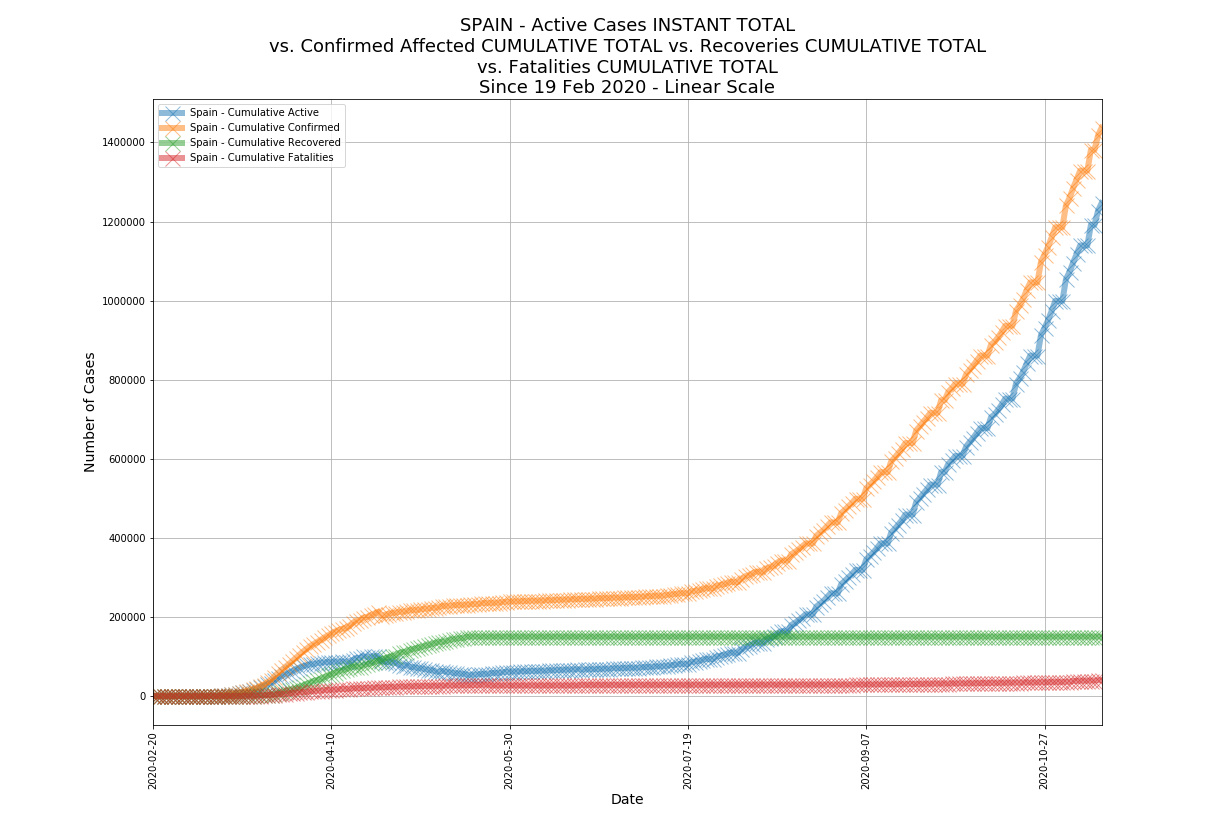 SPAIN - Active Cases INSTANT TOTAL
vs. Confirmed Affected CUMULATIVE TOTAL vs. Recoveries CUMULATIVE TOTAL
vs. Fatalities CUMULATIVE TOTAL
Since 19 Feb 2020 - Linear Scale
Spain - Cumulative Active
Spain - Cumulative Confirmed
Spain - Cumulative Recovered
Spain - Cumulative Fatalities
1400000
1200000
1000000
800000
600000
400000
200000
0
Number of Cases
2020-02-20
2020-04-10
2020-05-30
2020-07-19
2020-09-07
2020-10-27
Date